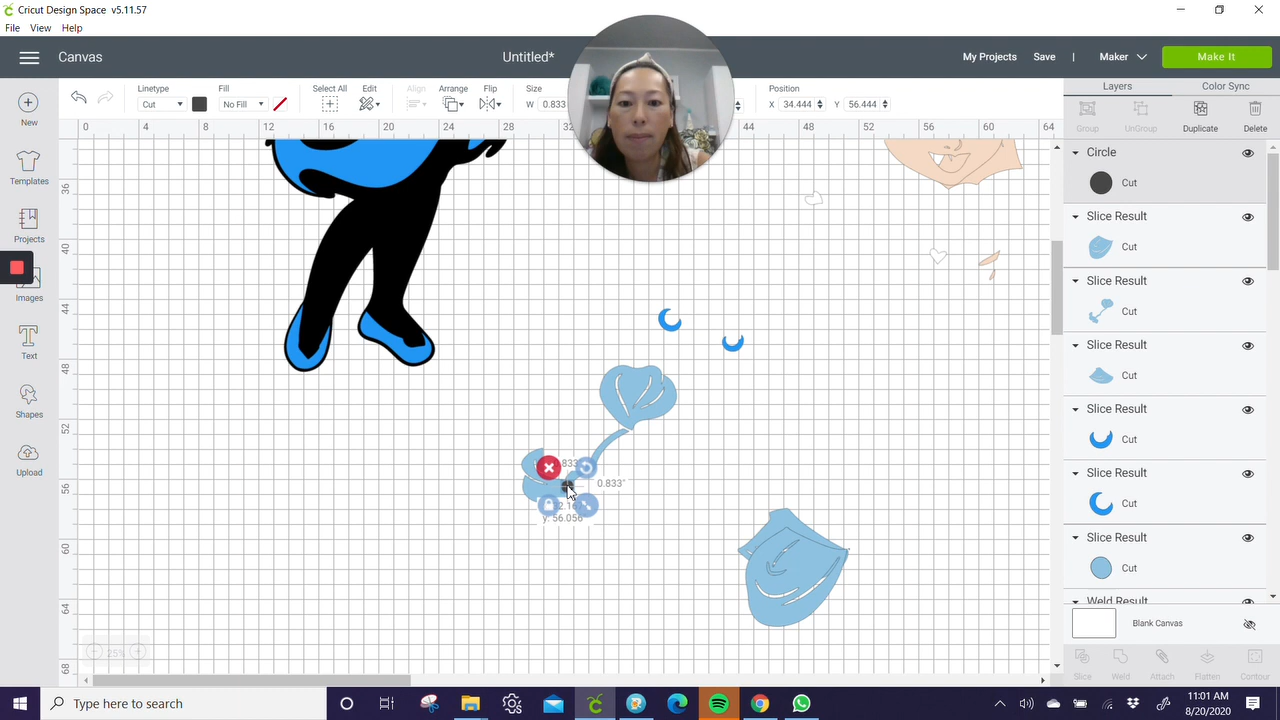 Cricut Design Space v5.11.57
File View Help
Canvas
Untitled*
My Projects Save | Maker Make It
Linetype Fill Select All Edit Align Arrange Flip Size Position
Cut No Fill W 0.833 X 34.444 Y 56.444
Layers Color Sync
Group UnGroup Duplicate Delete
0 4 8 12 16 20 24 28 32 44 48 52 56 60 64
New
Templates
Projects
Images
Text
Shapes
Upload
36
40
44
48
52
56
60
64
68
0.833"
y: 56.056
25%
Circle
Cut
Slice Result
Cut
Slice Result
Cut
Slice Result
Cut
Slice Result
Cut
Slice Result
Cut
Slice Result
Cut
Weld Result
Blank Canvas
Slice Weld Attach Flatten Contour
Type here to search
11:01 AM
8/20/2020